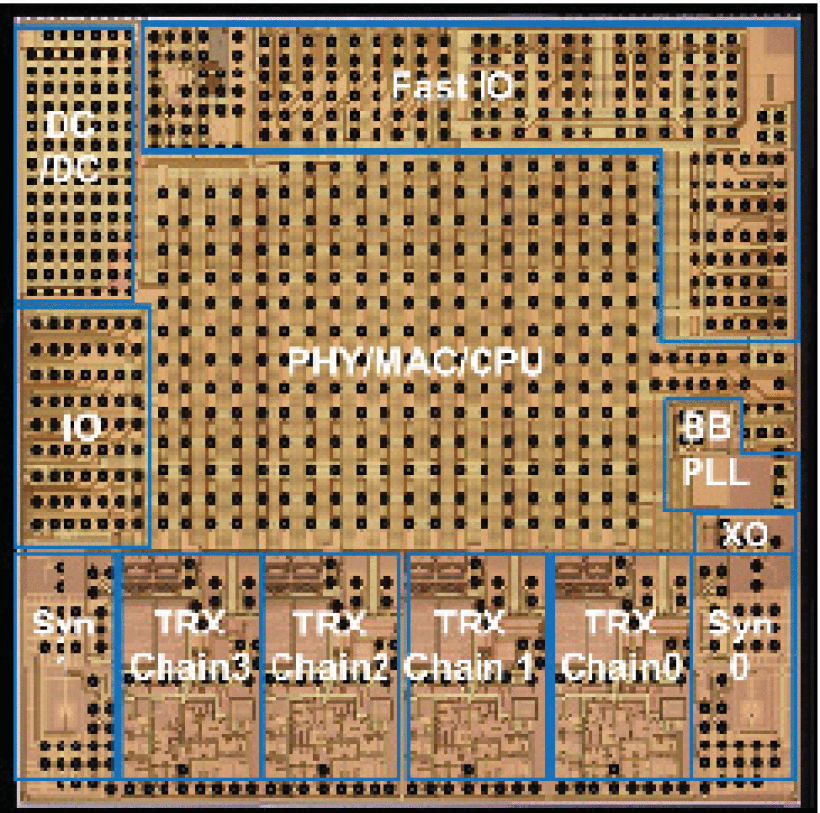 Fast IO
DC
/DC
PHY/MAC/CPU
IO
BB
PLL
XO
Syn
TRX
Chain3
TRX
Chain2
TRX
Chain 1
TRX
Chain0
Syn
0